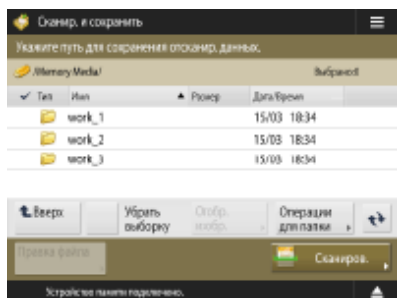 Сканир. и сохранить
Укажите путь для сохранения отсканир. данных.
/Memory Media/ Выбрано:0
Тип Имя Размер Дата/Время
work_1 15/03 18:34
work_2 15/03 18:34
work_3 15/03 18:34
Вверх Убрать выборку Отобр. изобр. Операции для папки
Правка файла Сканиров.
Устройство памяти подключено.